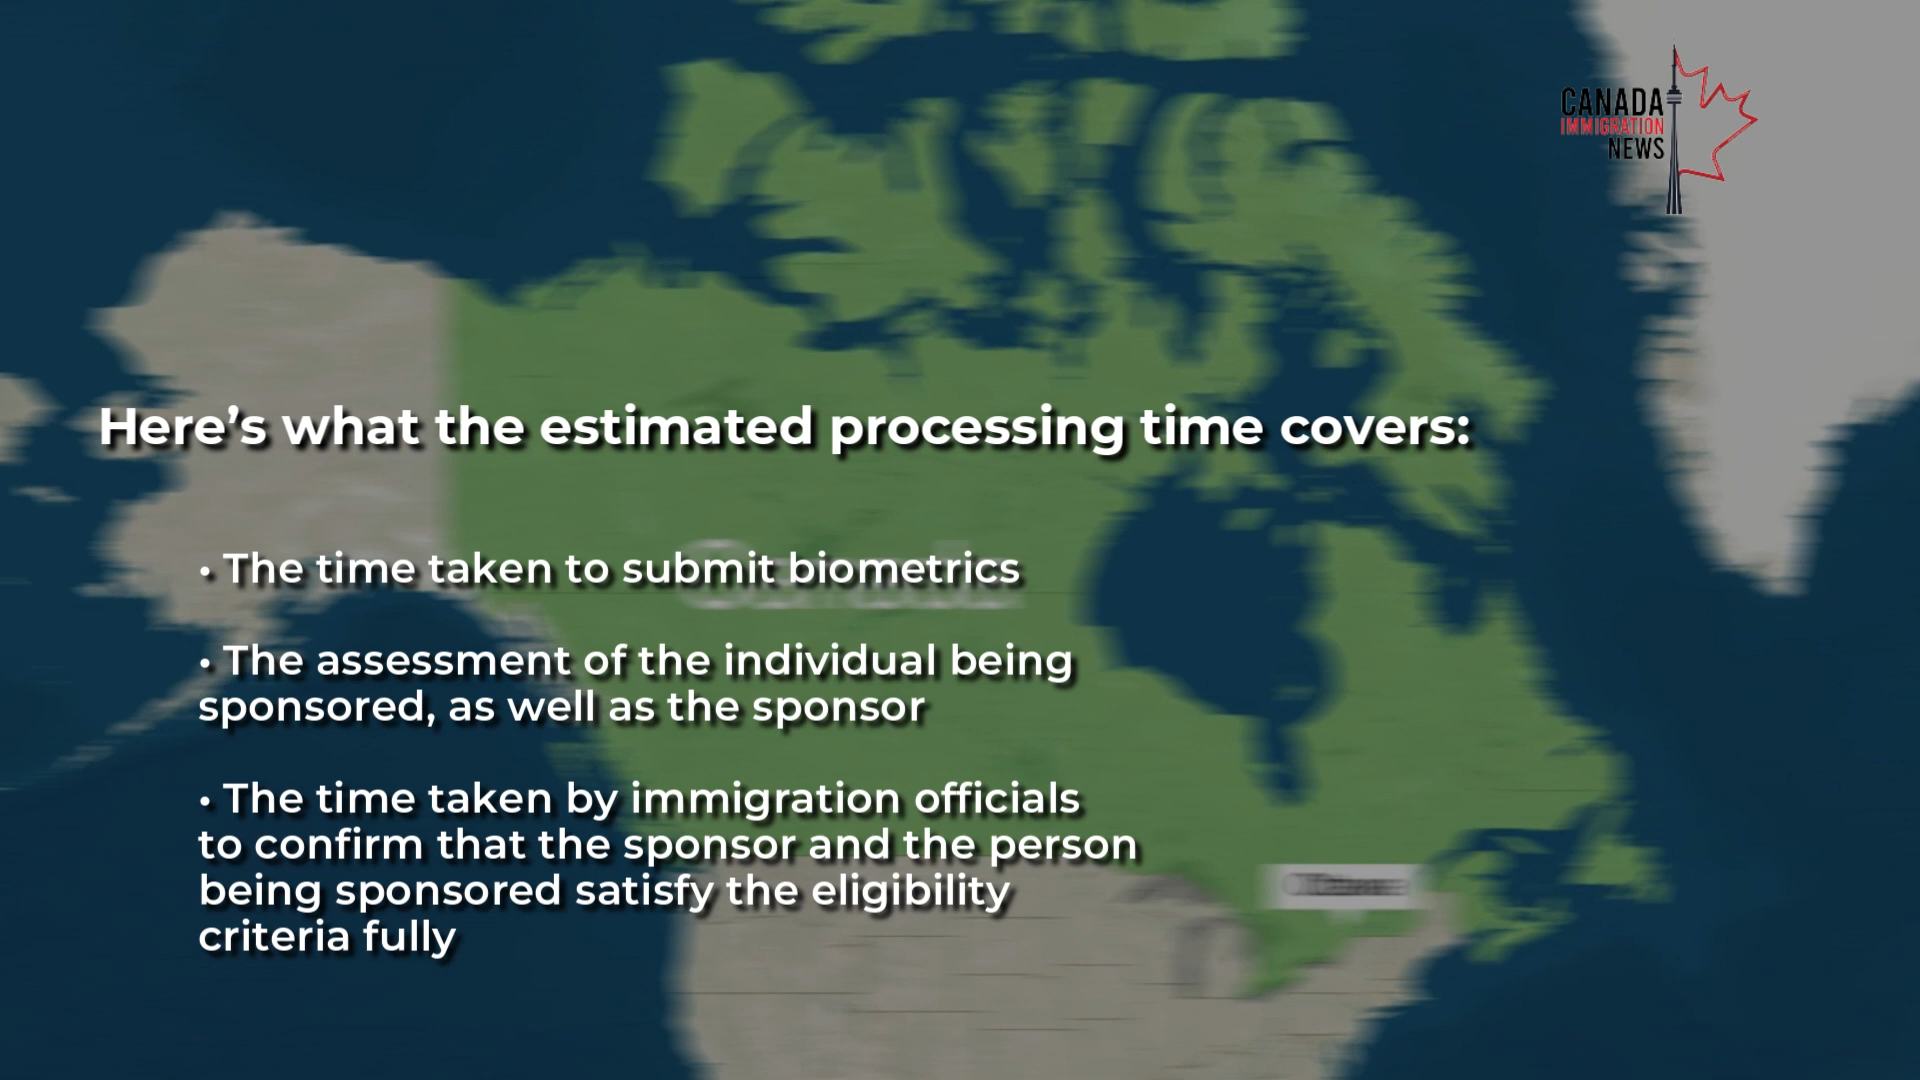 CANADA
IMMIGRATION
NEWS
Here’s what the estimated processing time covers:
• The time taken to submit biometrics
• The assessment of the individual being
sponsored, as well as the sponsor
• The time taken by immigration officials
to confirm that the sponsor and the person
being sponsored satisfy the eligibility
criteria fully